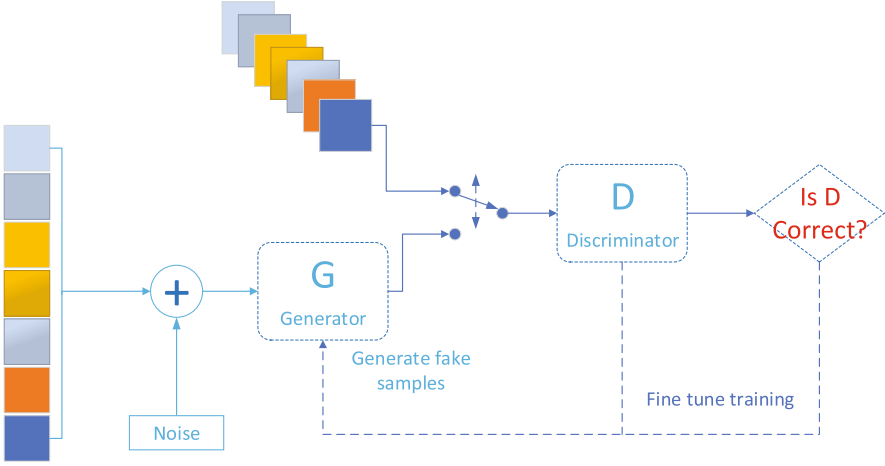 D
Discriminator
Is D
Correct?
+
G
Generator
Generate fake
samples
Noise
Fine tune training